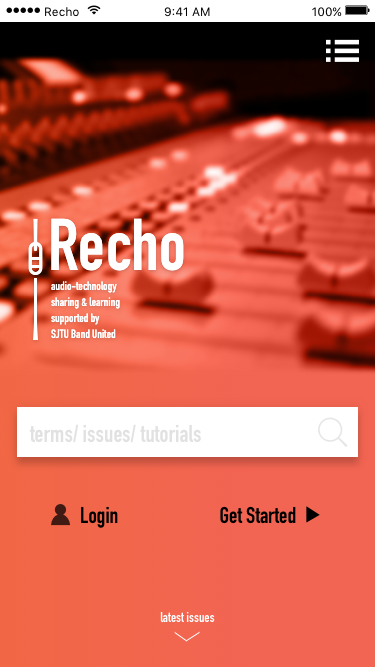 Recho 9:41 AM 100%
Recho
audio-technology
sharing & learning
supported by
SJTU Band United
terms/ issues/ tutorials
Login Get Started
latest issues